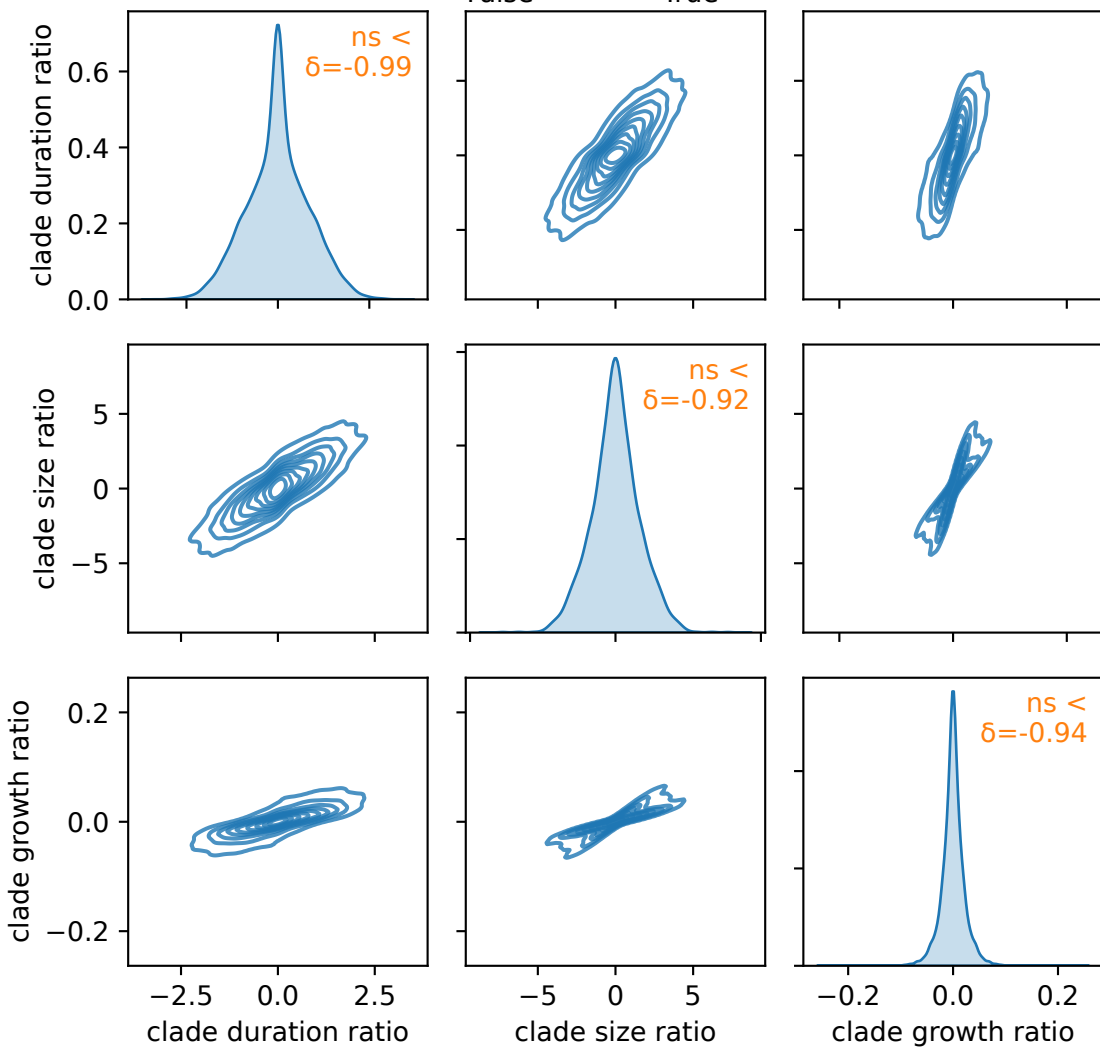 True
clade duration ratio
0.6
0.4
0.2
0.0
ns <
δ=-0.99
clade size ratio
5
0
−5
ns <
δ=-0.92
clade growth ratio
0.2
0.0
−0.2
ns <
δ=-0.94
−2.5
0.0
2.5
−5
0
5
−0.2
0.0
0.2
clade duration ratio
clade size ratio
clade growth ratio